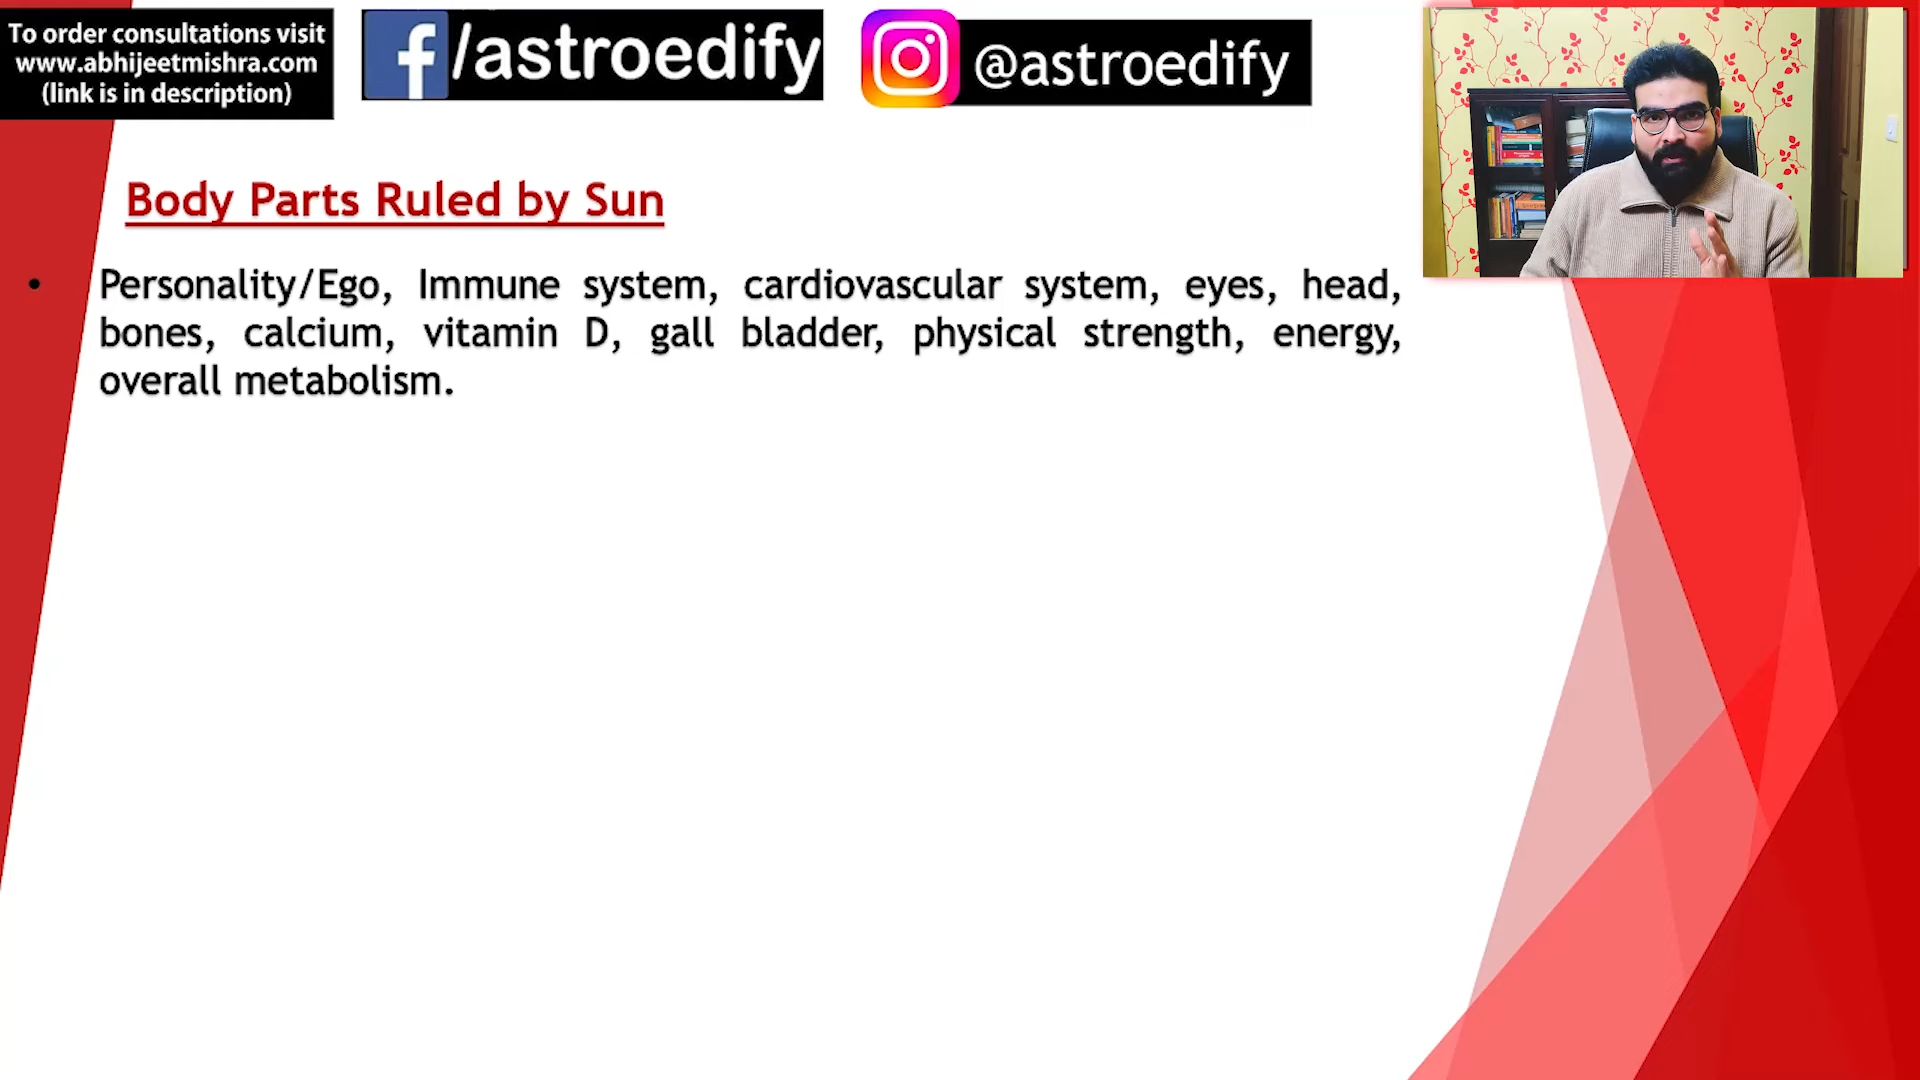 To order consultations visit
www.abhijeetmishra.com
(link is in description)
f/astroedify
@astroedify
Body Parts Ruled by Sun
• Personality/Ego, Immune system, cardiovascular system, eyes, head,
bones, calcium, vitamin D, gall bladder, physical strength, energy,
overall metabolism.